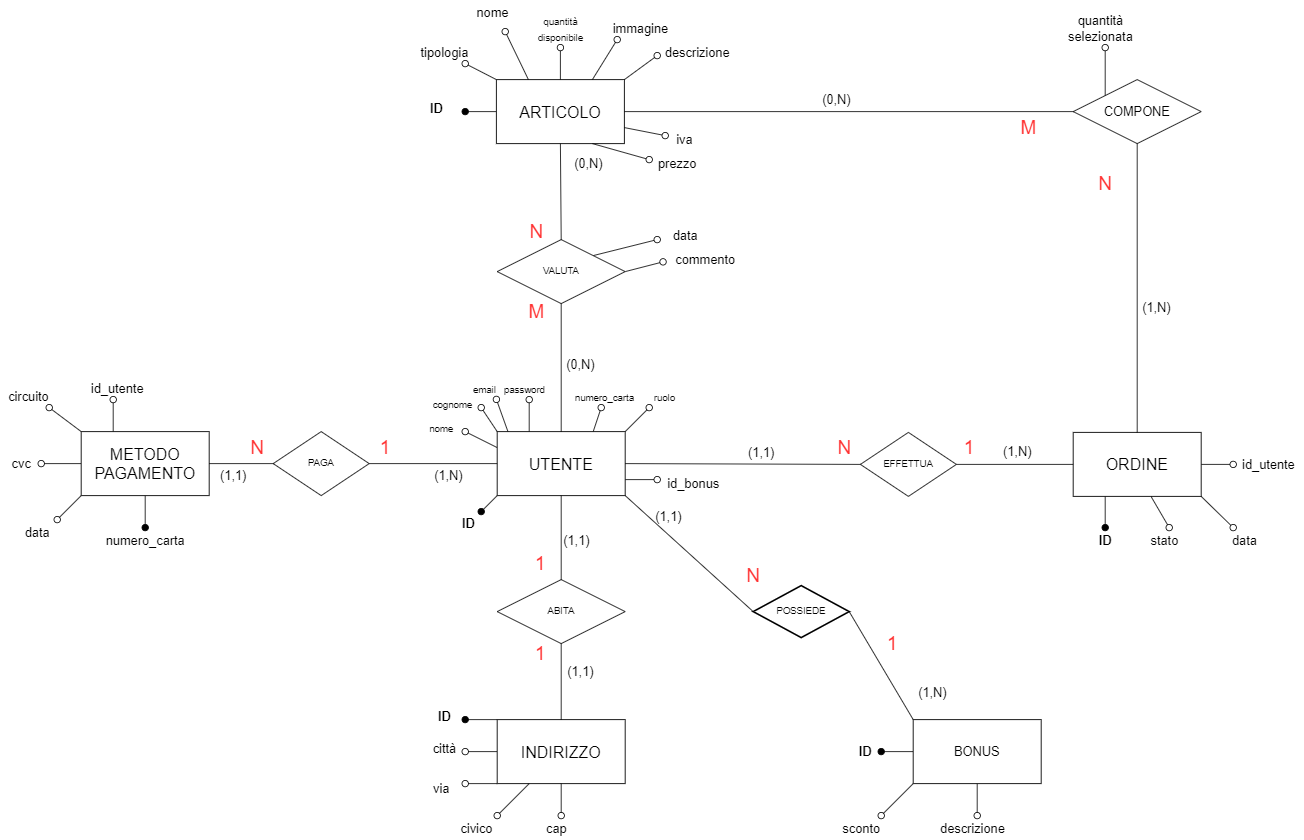 nome
quantità
disponibile
immagine
tipologia
descrizione
ID
ARTICOLO
iva
prezzo
(0,N)
(0,N)
M
quantità
selezionata
COMPONE
N
(1,N)
N
data
commento
VALUTA
M
(0,N)
circuito
id_utente
cvc
METODO
PAGAMENTO
data
numero_carta
(1,1)
N
PAGA
1
(1,N)
nome
cognome
email
password
numero_carta
ruolo
UTENTE
id_bonus
ID
(1,1)
N
EFFETTUA
1
(1,N)
ORDINE
id_utente
ID
stato
data
(1,1)
1
ABITA
1
(1,1)
(1,1)
N
POSSIEDE
1
(1,N)
ID
città
via
civico
cap
INDIRIZZO
ID
BONUS
sconto
descrizione